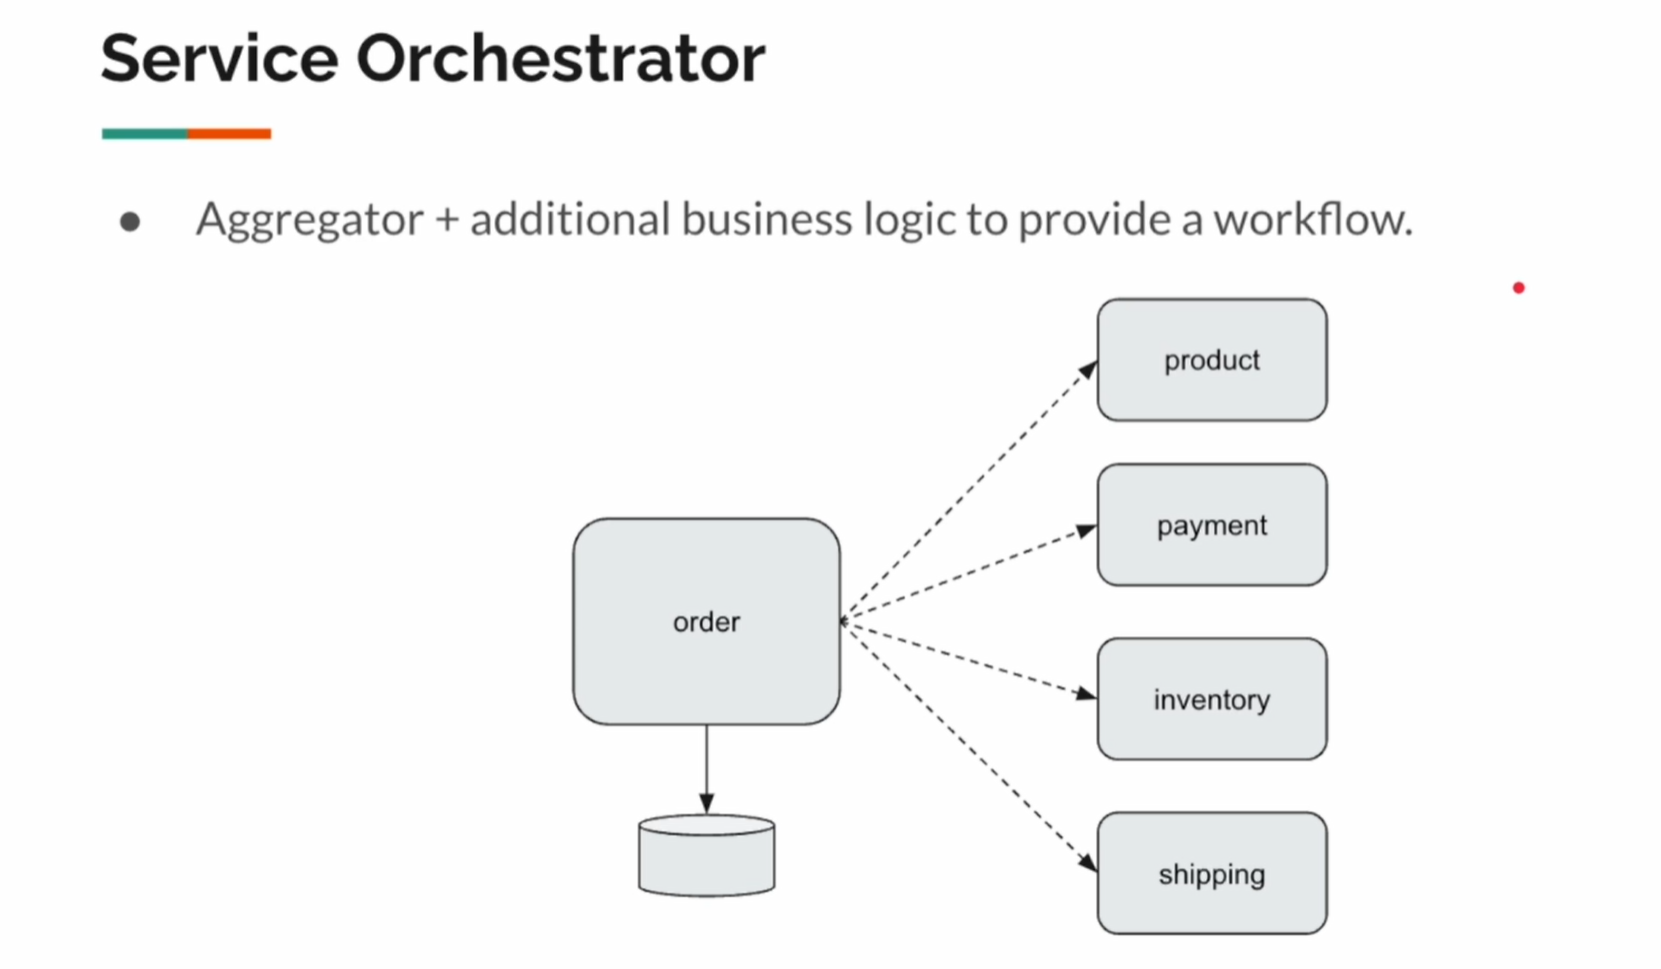 Service Orchestrator
● Aggregator + additional business logic to provide a workflow.
product
payment
order
inventory
shipping